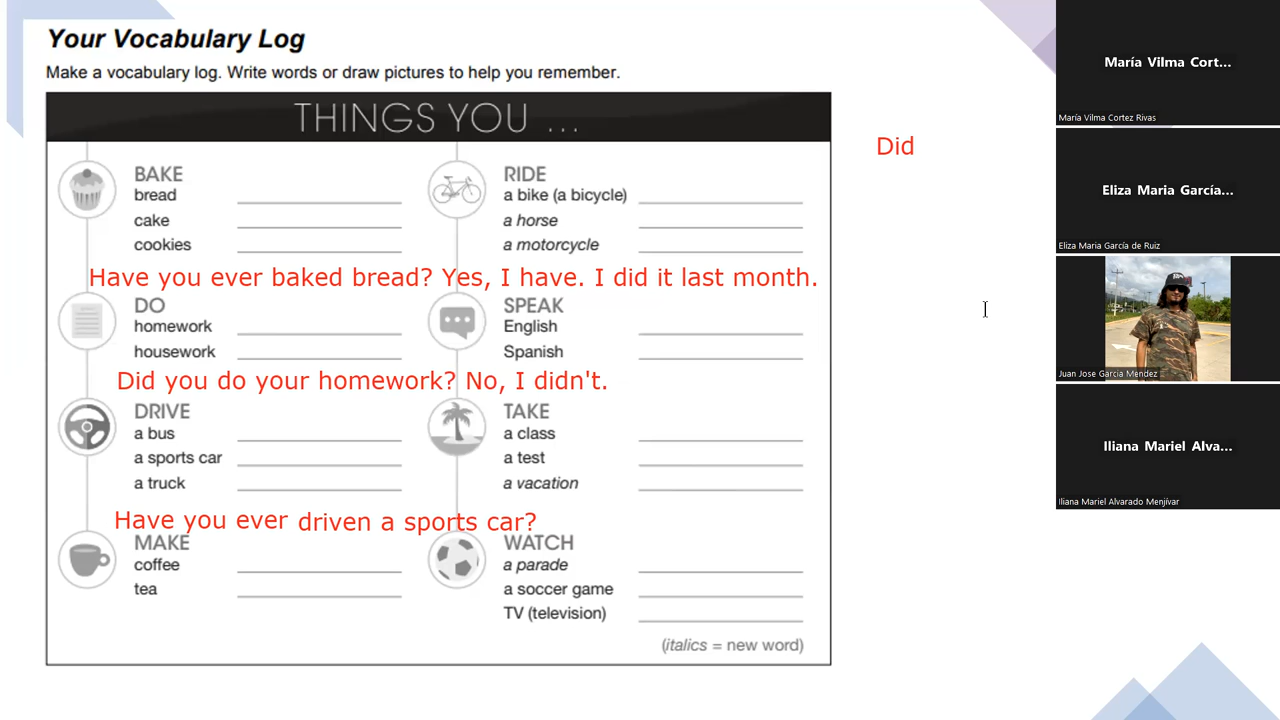 Your Vocabulary Log
Make a vocabulary log. Write words or draw pictures to help you remember.
THINGS YOU ...
BAKE
bread
cake
cookies
RIDE
a bike (a bicycle)
a horse
a motorcycle
Have you ever baked bread? Yes, I have. I did it last month.
DO
homework
housework
SPEAK
English
Spanish
Did you do your homework? No, I didn't.
DRIVE
a bus
a sports car
a truck
TAKE
a class
a test
a vacation
Have you ever driven a sports car?
MAKE
coffee
tea
WATCH
a parade
a soccer game
TV (television)
(italics = new word)
Did
María Vilma Cort...
María Vilma Cortez Rivas
Eliza Maria García...
Eliza Maria García de Ruiz
Juan Jose Garcia Mendez
Iliana Mariel Alva...
Iliana Mariel Alvarado Menjívar